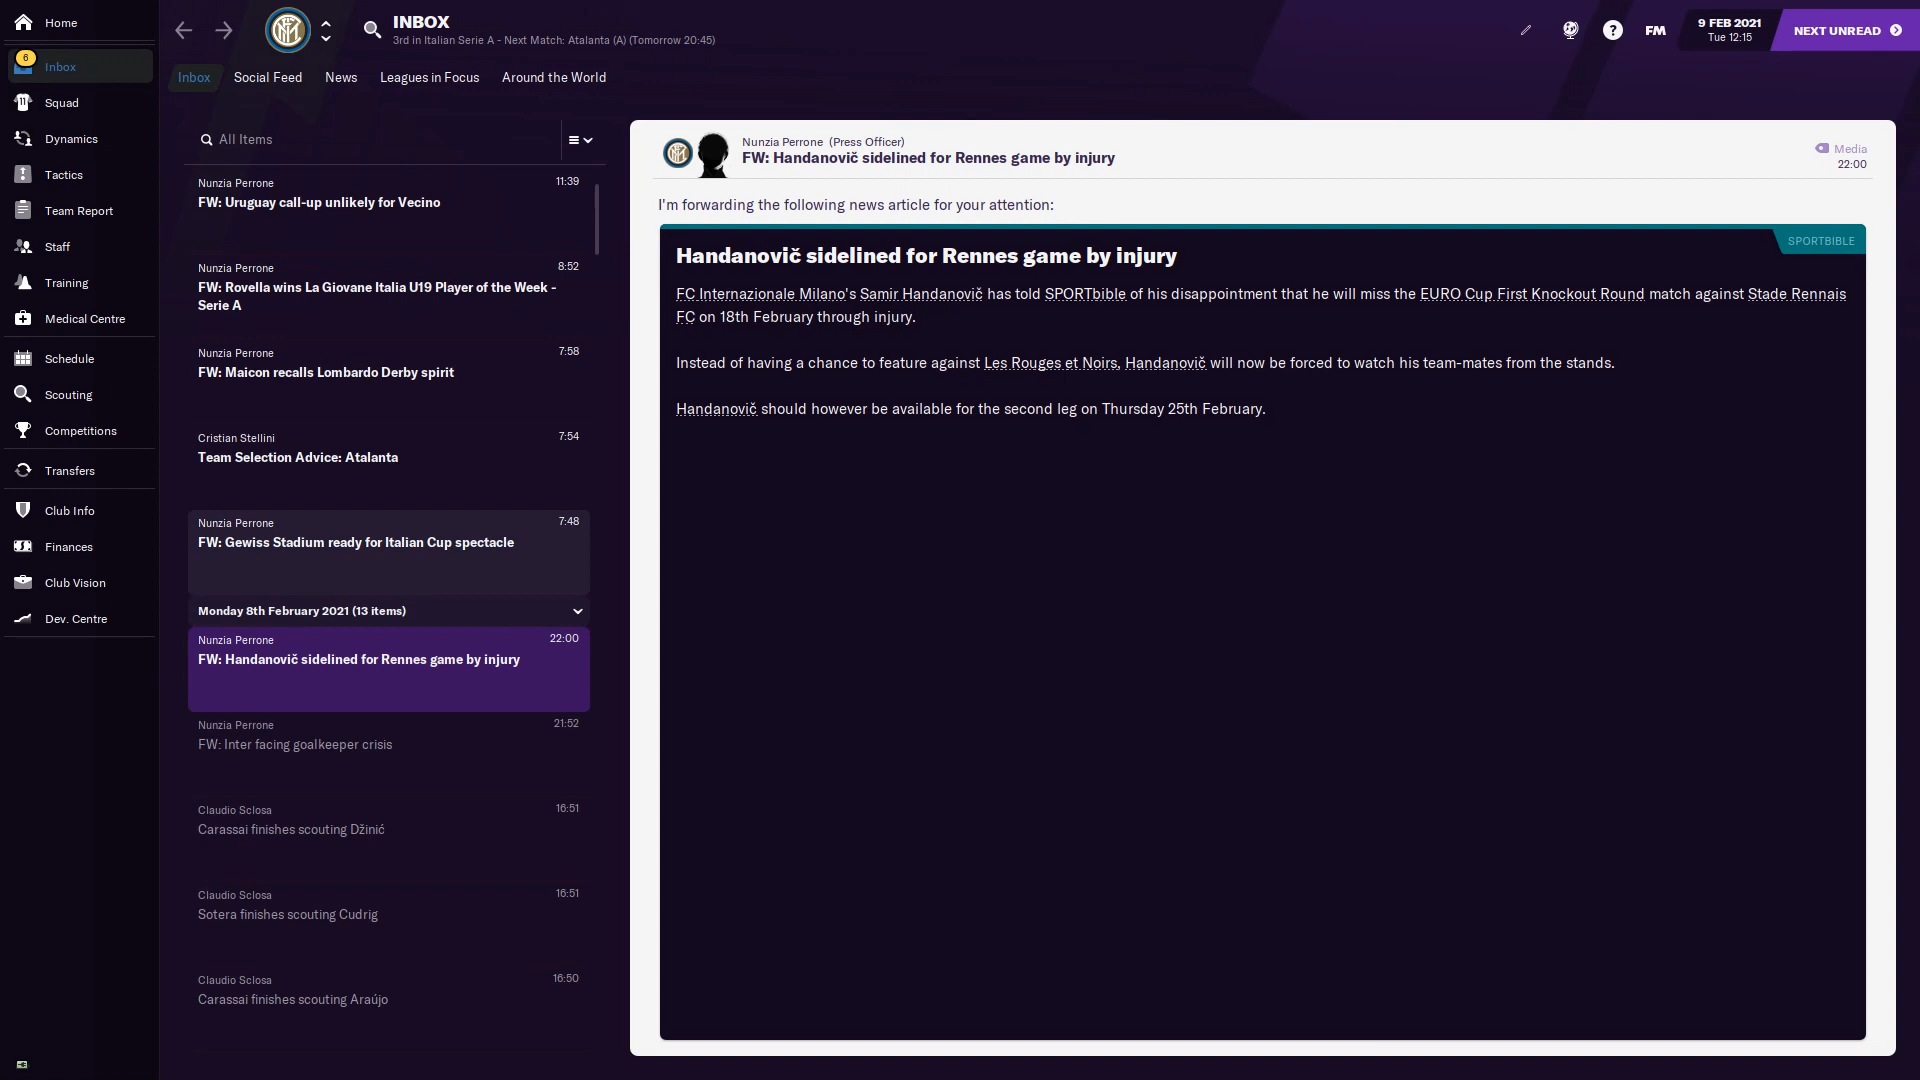 Home
6
Inbox
Squad
Dynamics
Tactics
Team Report
Staff
Training
Medical Centre
Schedule
Scouting
Competitions
Transfers
Club Info
Finances
Club Vision
Dev. Centre
INBOX
3rd in Italian Serie A - Next Match: Atalanta (A) (Tomorrow 20:45)
?
FM
9 FEB 2021
Tue 12:15
NEXT UNREAD
Inbox
Social Feed
News
Leagues in Focus
Around the World
All Items
Nunzia Perrone 11:39
FW: Uruguay call-up unlikely for Vecino
Nunzia Perrone 8:52
FW: Rovella wins La Giovane Italia U19 Player of the Week -
Serie A
Nunzia Perrone 7:58
FW: Maicon recalls Lombardo Derby spirit
Cristian Stellini 7:54
Team Selection Advice: Atalanta
Nunzia Perrone 7:48
FW: Gewiss Stadium ready for Italian Cup spectacle
Monday 8th February 2021 (13 items)
Nunzia Perrone 22:00
FW: Handanovič sidelined for Rennes game by injury
Nunzia Perrone 21:52
FW: Inter facing goalkeeper crisis
Claudio Sclosa 16:51
Carassai finishes scouting Džinić
Claudio Sclosa 16:51
Sotera finishes scouting Cudrig
Claudio Sclosa 16:50
Carassai finishes scouting Araújo
Nunzia Perrone (Press Officer)
FW: Handanovič sidelined for Rennes game by injury
Media
22:00
I'm forwarding the following news article for your attention:
SPORTBIBLE
Handanovič sidelined for Rennes game by injury
FC Internazionale Milano's Samir Handanovič has told SPORTbible of his disappointment that he will miss the EURO Cup First Knockout Round match against Stade Rennais
FC on 18th February through injury.
Instead of having a chance to feature against Les Rouges et Noirs, Handanovič will now be forced to watch his team-mates from the stands.
Handanovič should however be available for the second leg on Thursday 25th February.